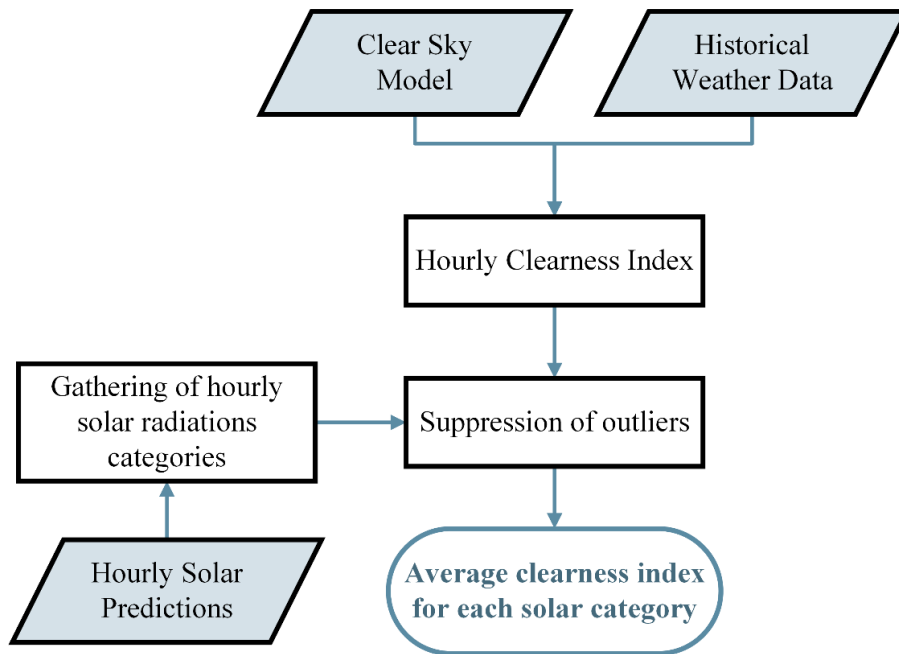 Clear Sky
Model
Historical
Weather Data
Hourly Clearness Index
Gathering of hourly
solar radiations
categories
Suppression of outliers
Hourly Solar
Predictions
Average clearness index
for each solar category